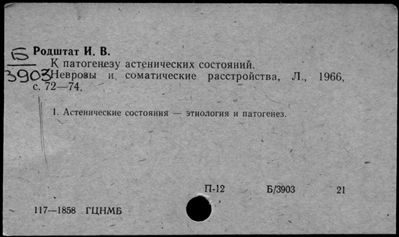 Б
3903
Родштат И. В.
К патогенезу астенических состояний.
Неврозы и соматические расстройства, Л., 1966,
с. 72—74.
1. Астенические состояния — этиология и патогенез.
П-12 Б/3903 21
117—1858 ГЦНМБ